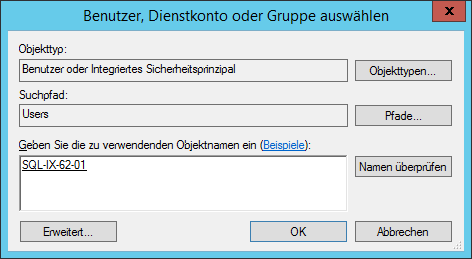 Benutzer, Dienstkonto oder Gruppe auswählen
x
Objekttyp:
Benutzer oder Integriertes Sicherheitsprinzipal
Objekttypen...
Suchpfad:
Users
Pfade...
Geben Sie die zu verwendenden Objektnamen ein (Beispiele):
SQL-IX-62-01
Namen überprüfen
Erweitert...
OK
Abbrechen